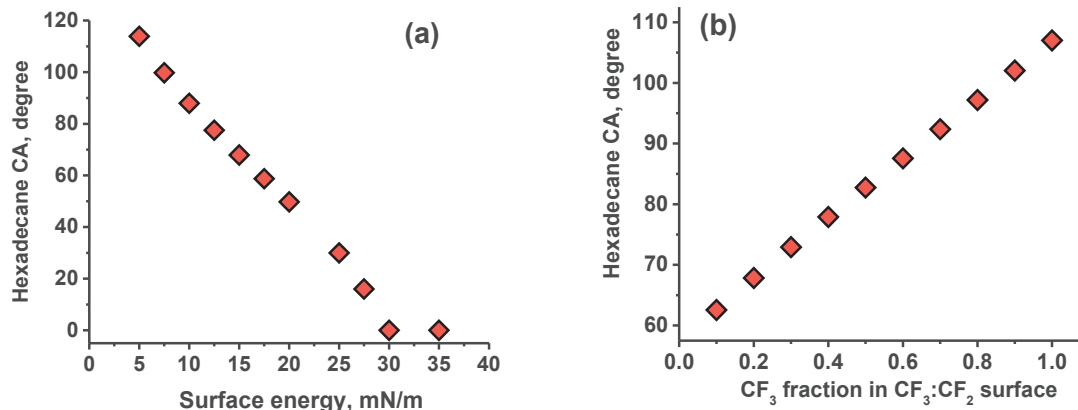 (a)
Hexadecane CA, degree
120
100
80
60
40
20
0
0 5 10 15 20 25 30 35 40
Surface energy, mN/m
(b)
Hexadecane CA, degree
110
100
90
80
70
60
0.0 0.2 0.4 0.6 0.8 1.0
CF₃ fraction in CF₃:CF₂ surface